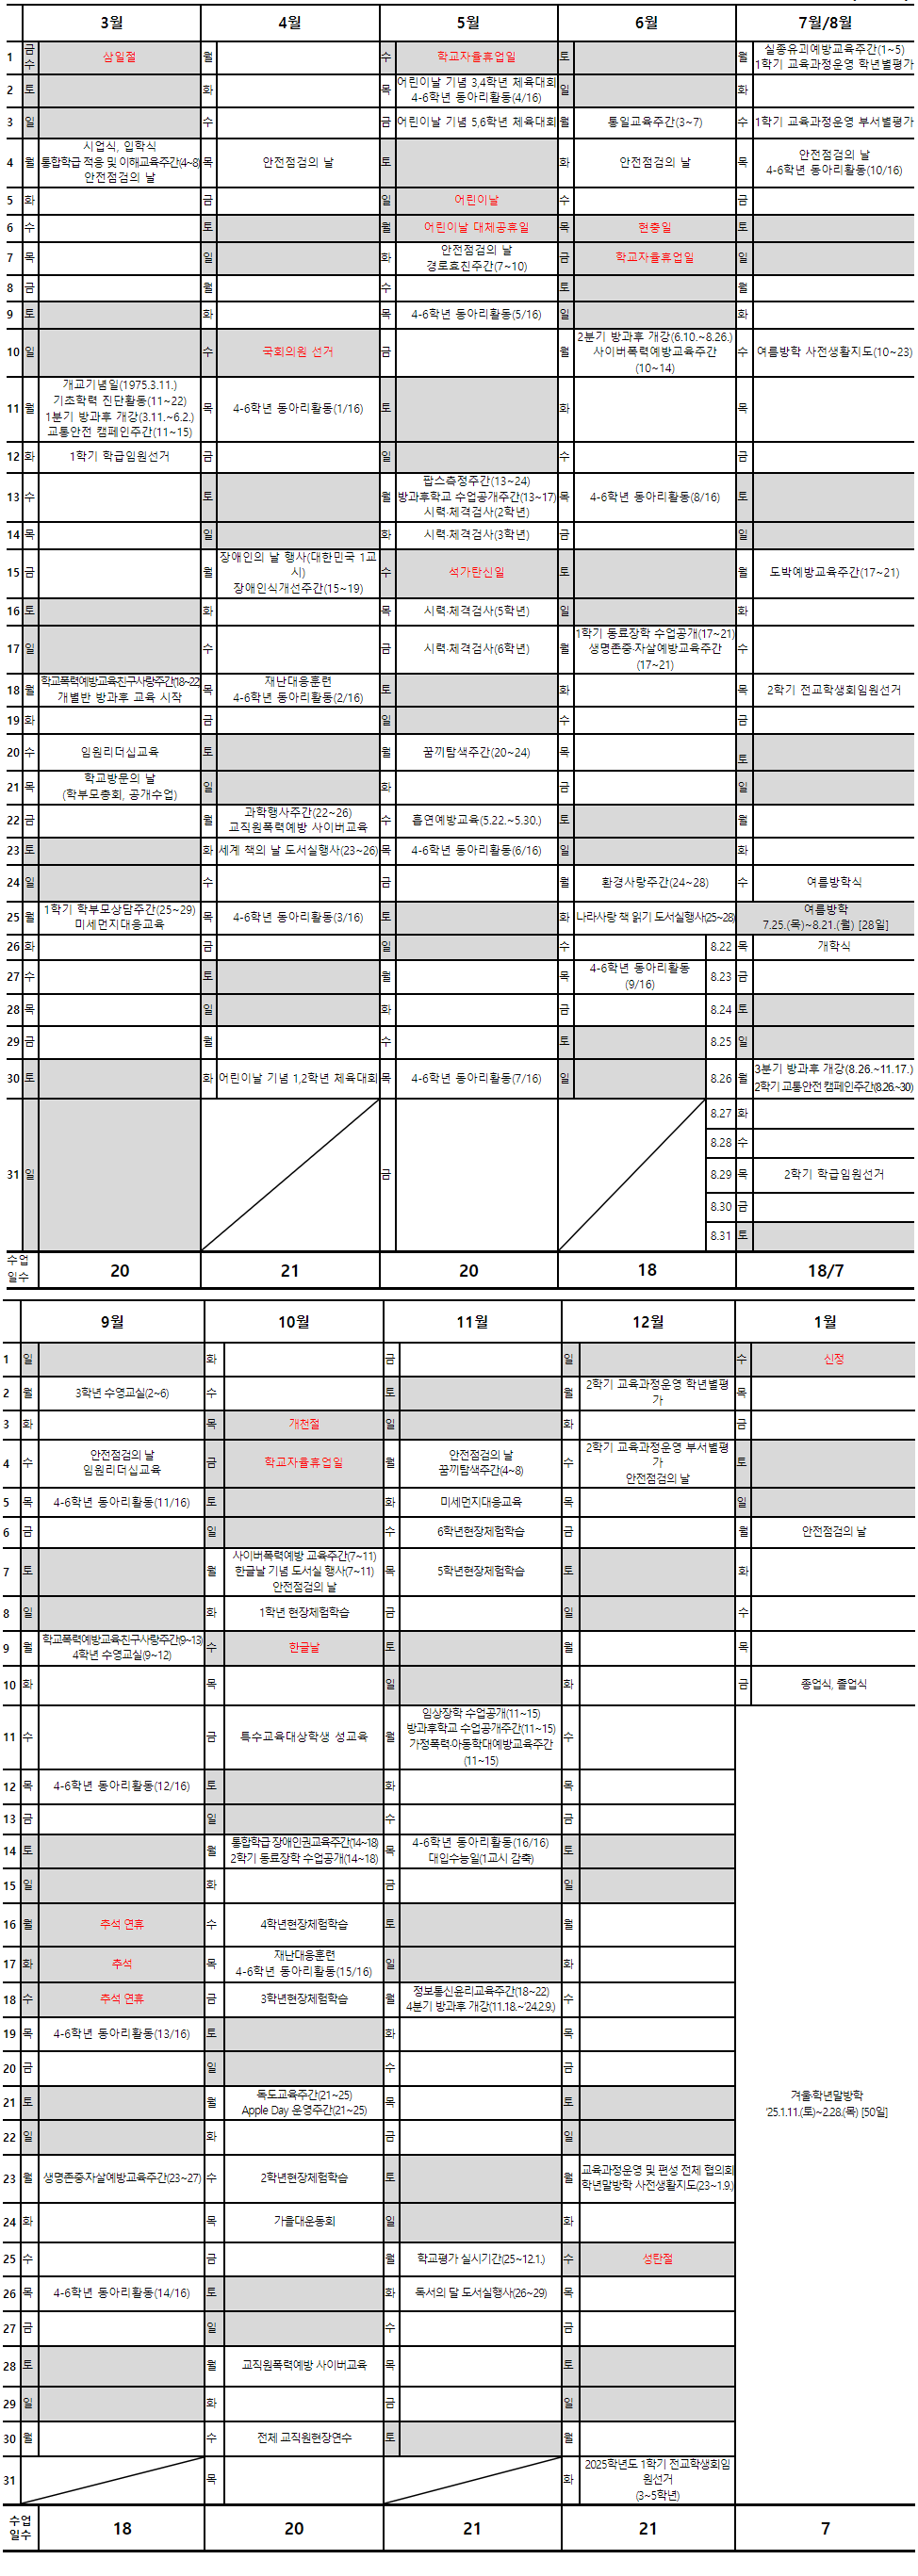 3월 4월 5월 6월 7월/8월
1 금 수 삼일절 월 수 학교자율휴업일 토 월 실종유괴예방교육주간(1~5)
1학기 교육과정운영 학년별평가
2 토 화 목 어린이날 기념 3,4학년 체육대회 일 화
4-6학년 동아리활동(4/16)
3 일 수 금 어린이날 기념 5,6학년 체육대회 월 통일교육주간(3~7) 수 1학기 교육과정운영 부서별평가
4 월 시업식, 입학식 목 안전점검의 날 토 화 안전점검의 날 목 안전점검의 날
통합학급 적응 및 이해교육주간(4~8) 4-6학년 동아리활동(10/16)
안전점검의 날
5 화 금 일 어린이날 수 금
6 수 토 월 어린이날 대체공휴일 목 현충일 토
7 목 일 화 안전점검의 날 금 학교자율휴업일 일
경로효친주간(7~10)
8 금 월 수 토 월
9 토 화 목 4-6학년 동아리활동(5/16) 일 화
10 일 수 국회의원 선거 금 월 2분기 방과후 개강(6.10.~8.26.) 수 여름방학 사전생활지도(10~23)
사이버폭력예방교육주간
(10~14)
11 월 개교기념일(1975.3.11.) 목 4-6학년 동아리활동(1/16) 토 화 목
기초학력 진단활동(11~22)
1분기 방과후 개강(3.11.~6.2.)
교통안전 캠페인주간(11~15)
12 화 1학기 학급임원선거 금 일 수 금
13 수 토 월 팝스측정주간(13~24) 목 4-6학년 동아리활동(8/16) 토
방과후학교 수업공개주간(13~17)
시력·체격검사(2학년)
14 목 일 화 시력·체격검사(3학년) 금 일
15 금 월 장애인의 날 행사(대한민국 1교 수 석가탄신일 토 월 도박예방교육주간(17~21)
시)
장애인식개선주간(15~19)
16 토 화 목 시력·체격검사(5학년) 일 화
17 일 수 금 시력·체격검사(6학년) 월 1학기 동료장학 수업공개(17~21) 수
생명존중·자살예방교육주간
(17~21)
18 월 학교폭력예방교육·친구사랑주간(18~22) 목 재난대응훈련 토 화 목 2학기 전교학생회임원선거
개별반 방과후 교육 시작 4-6학년 동아리활동(2/16)
19 화 금 일 수 금
20 수 임원리더십교육 토 월 꿈끼탐색주간(20~24) 목 토
21 목 학교방문의 날 일 화 금 일
(학부모총회, 공개수업)
22 금 월 과학행사주간(22~26) 수 흡연예방교육(5.22.~5.30.) 토 월
교직원폭력예방 사이버교육
23 토 화 세계 책의 날 도서실행사(23~26) 목 4-6학년 동아리활동(6/16) 일 화
24 일 수 금 월 환경사랑주간(24~28) 수 여름방학식
25 월 1학기 학부모상담주간(25~29) 목 4-6학년 동아리활동(3/16) 토 화 나라사랑 책 읽기 도서실행사(25~28) 여름방학
미세먼지대응교육 7.25.(목)~8.21.(월) [28일]
26 화 금 일 수 8.22 목 개학식
27 수 토 월 목 4-6학년 동아리활동 8.23 금
(9/16)
28 목 일 화 금 8.24 토
29 금 월 수 토 8.25 일
30 토 화 어린이날 기념 1,2학년 체육대회 목 4-6학년 동아리활동(7/16) 일 8.26 월 3분기 방과후 개강(8.26.~11.17.)
2학기 교통안전 캠페인주간(8.26.~30)
8.27 화
8.28 수
31 일 금 8.29 목 2학기 학급임원선거
8.30 금
8.31 토
수업
일수 20 21 20 18 18/7
9월 10월 11월 12월 1월
1 일 화 금 일 수 신정
2 월 3학년 수영교실(2~6) 수 토 월 2학기 교육과정운영 학년별평 목
가
3 화 목 개천절 일 화 금
4 수 안전점검의 날 금 학교자율휴업일 월 안전점검의 날 수 2학기 교육과정운영 부서별평 토
임원리더십교육 꿈끼탐색주간(4~8) 가
안전점검의 날
5 목 4-6학년 동아리활동(11/16) 토 화 미세먼지대응교육 목 일
6 금 일 수 6학년현장체험학습 금 월 안전점검의 날
7 토 월 사이버폭력예방 교육주간(7~11) 목 5학년현장체험학습 토 화
한글날 기념 도서실 행사(7~11)
안전점검의 날
8 일 화 1학년 현장체험학습 금 일 수
9 월 학교폭력예방교육·친구사랑주간(9~13) 수 한글날 토 월 목
4학년 수영교실(9~12)
10 화 목 일 화 금 종업식, 졸업식
11 수 금 특수교육대상학생 성교육 월 임상장학 수업공개(11~15) 수
방과후학교 수업공개주간(11~15)
가정폭력·아동학대예방교육주간
(11~15)
12 목 4-6학년 동아리활동(12/16) 토 화 목
13 금 일 수 금
14 토 월 통합학급 장애인권교육주간(14~18) 목 4-6학년 동아리활동(16/16) 토
2학기 동료장학 수업공개(14~18) 대입수능일(1교시 감축)
15 일 화 금 일
16 월 추석 연휴 수 4학년현장체험학습 토 월
17 화 추석 목 재난대응훈련 일 화
4-6학년 동아리활동(15/16)
18 수 추석 연휴 금 3학년현장체험학습 월 정보통신윤리교육주간(18~22) 수
4분기 방과후 개강(11.18.~'24.2.9.)
19 목 4-6학년 동아리활동(13/16) 토 화 목
20 금 일 수 금
21 토 월 독도교육주간(21~25) 목 토 겨울·학년말방학
Apple Day 운영주간(21~25) '25.1.11.(토)~2.28.(목) [50일]
22 일 화 금 일
23 월 생명존중·자살예방교육주간(23~27) 수 2학년현장체험학습 토 월 교육과정운영 및 편성 전체 협의회
학년말방학 사전생활지도(23~1.9.)
24 화 목 가을대운동회 일 화
25 수 금 월 학교평가 실시기간(25~12.1.) 수 성탄절
26 목 4-6학년 동아리활동(14/16) 토 화 독서의 달 도서실행사(26~29) 목
27 금 일 수 금
28 토 월 교직원폭력예방 사이버교육 목 토
29 일 화 금 일
30 월 수 전체 교직원현장연수 토 월
31 목 화 2025학년도 1학기 전교학생회임
원선거
(3~5학년)
수업
일수 18 20 21 21 7